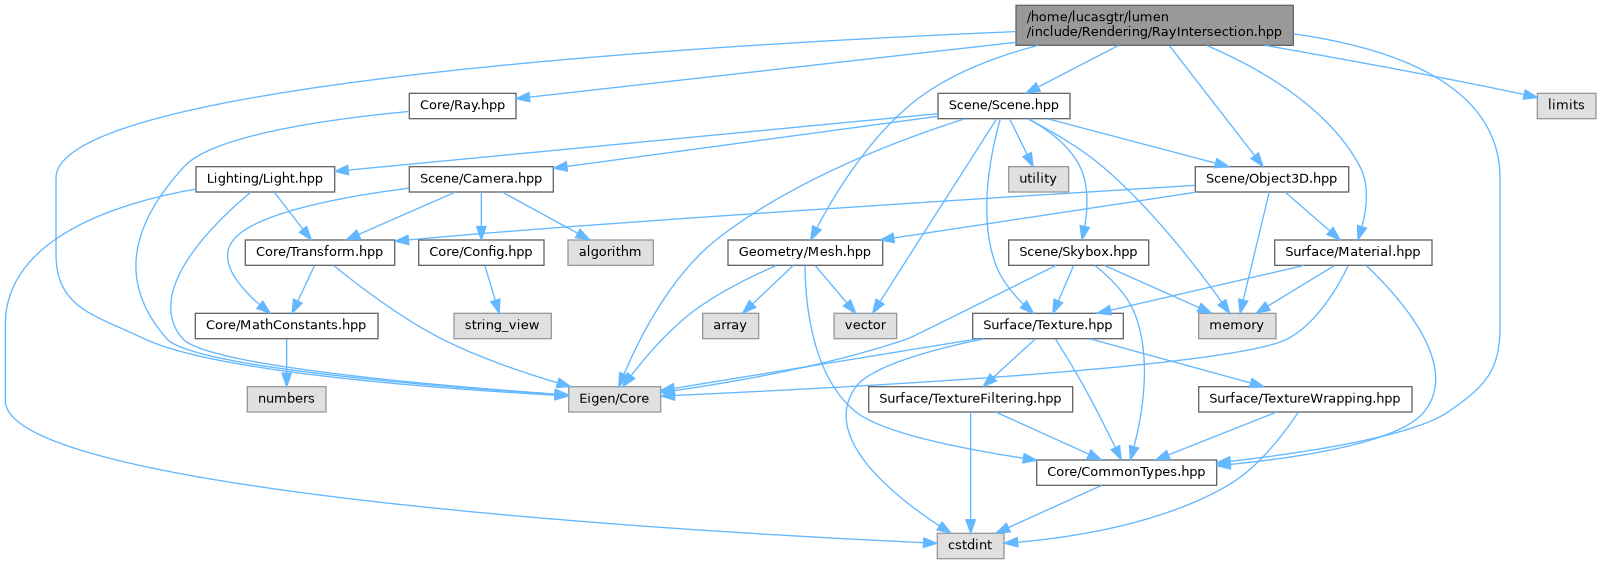 /home/lucasgtr/lumen
/include/Rendering/RayIntersection.hpp
Core/Ray.hpp
Scene/Scene.hpp
limits
Lighting/Light.hpp
Scene/Camera.hpp
utility
Scene/Object3D.hpp
Core/Transform.hpp
Core/Config.hpp
algorithm
Geometry/Mesh.hpp
Scene/Skybox.hpp
Surface/Material.hpp
Core/MathConstants.hpp
string_view
array
vector
Surface/Texture.hpp
memory
numbers
Eigen/Core
Surface/TextureFiltering.hpp
Surface/TextureWrapping.hpp
Core/CommonTypes.hpp
cstdint